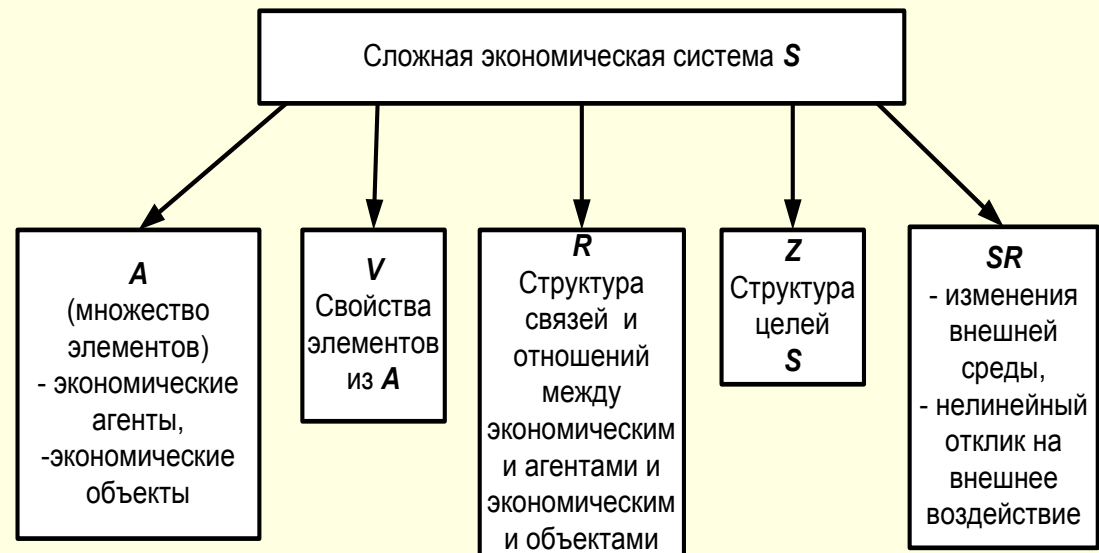 Сложная экономическая система S
A
(множество
элементов)
- экономические
агенты,
-экономические
объекты
V
Свойства
элементов
из A
R
Структура
связей и
отношений
между
экономическим
и агентами и
экономическим
и объектами
Z
Структура
целей
S
SR
- изменения
внешней
среды,
- нелинейный
отклик на
внешнее
воздействие